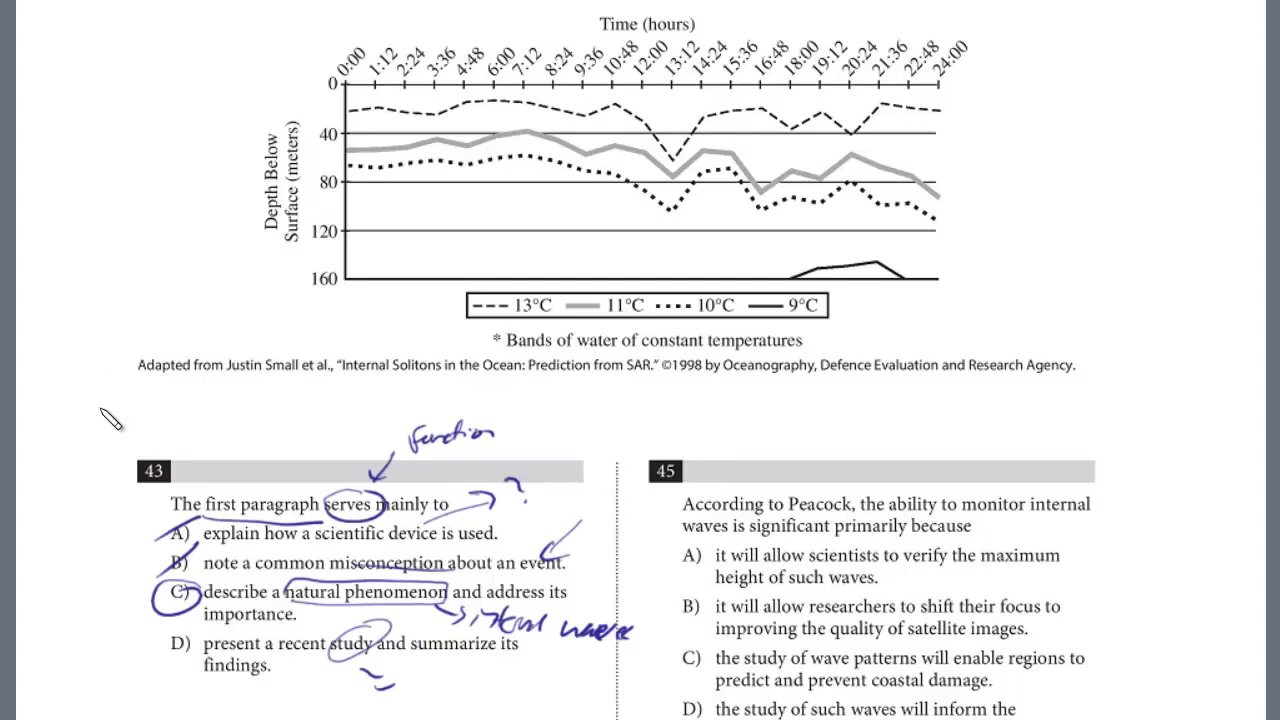 Time (hours)
0:00 1:12 2:24 3:36 4:48 6:00 7:12 8:24 9:36 10:48 12:00 13:12 14:24 15:36 16:48 18:00 19:12 20:24 21:36 22:48 24:00
Depth Below
Surface (meters)
0
40
80
120
160
13°C 11°C 10°C 9°C
* Bands of water of constant temperatures
Adapted from Justin Small et al., “Internal Solitons in the Ocean: Prediction from SAR.” ©1998 by Oceanography, Defence Evaluation and Research Agency.
function
43
The first paragraph serves mainly to
?
A) explain how a scientific device is used.
B) note a common misconception about an event.
C) describe a natural phenomenon and address its
importance.
internal waves
D) present a recent study and summarize its
findings.
45
According to Peacock, the ability to monitor internal
waves is significant primarily because
A) it will allow scientists to verify the maximum
height of such waves.
B) it will allow researchers to shift their focus to
improving the quality of satellite images.
C) the study of wave patterns will enable regions to
predict and prevent coastal damage.
D) the study of such waves will inform the